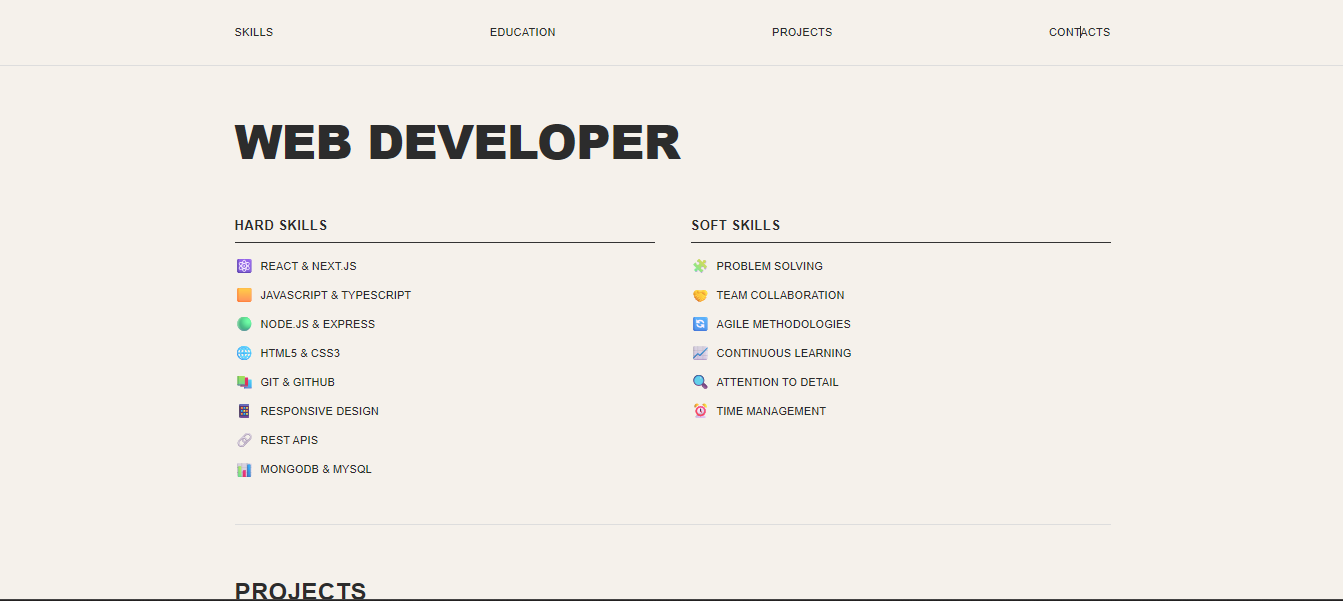 SKILLS EDUCATION PROJECTS CONTACTS
WEB DEVELOPER
HARD SKILLS
REACT & NEXT.JS
JAVASCRIPT & TYPESCRIPT
NODE.JS & EXPRESS
HTML5 & CSS3
GIT & GITHUB
RESPONSIVE DESIGN
REST APIS
MONGODB & MYSQL
SOFT SKILLS
PROBLEM SOLVING
TEAM COLLABORATION
AGILE METHODOLOGIES
CONTINUOUS LEARNING
ATTENTION TO DETAIL
TIME MANAGEMENT
PROJECTS